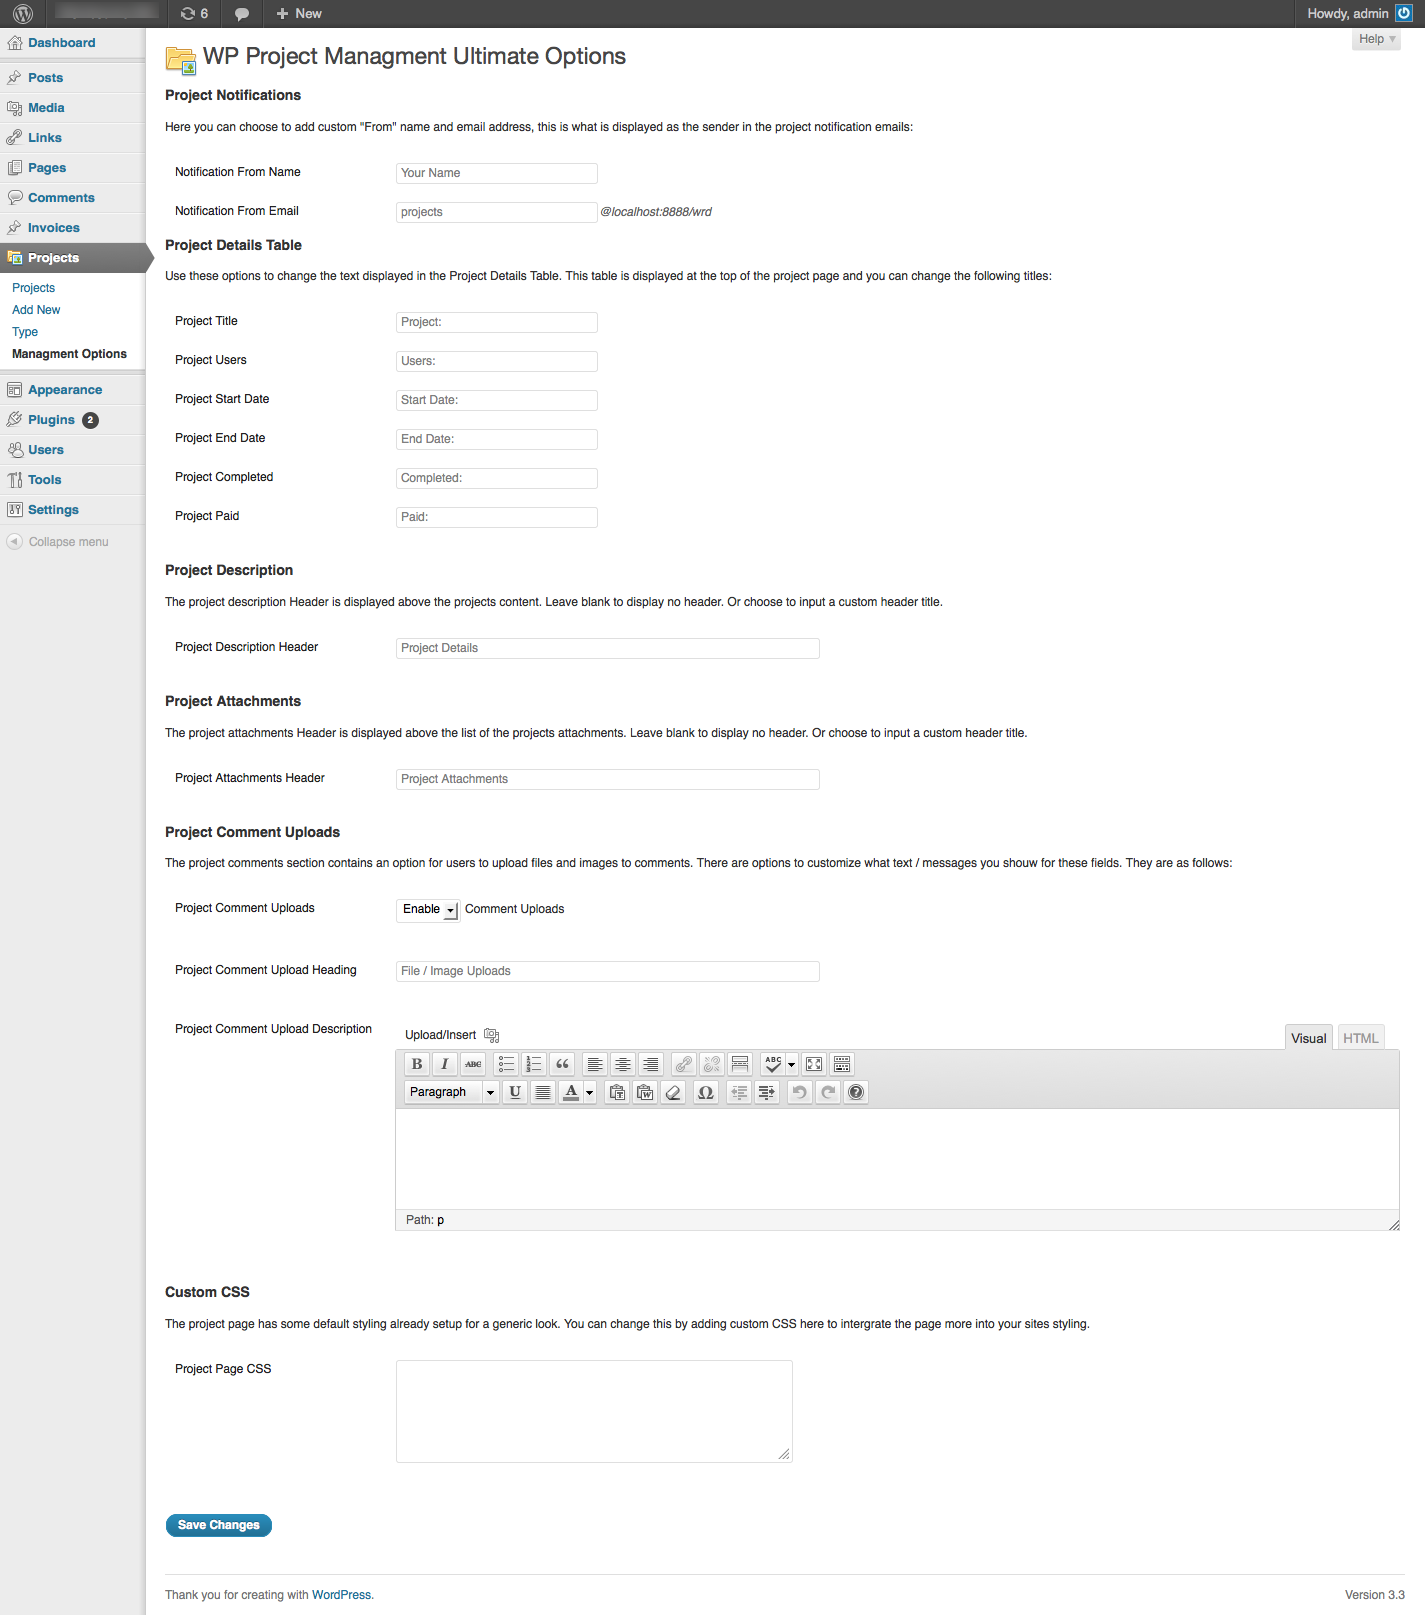 6
New
Howdy, admin
Help
Dashboard
Posts
Media
Links
Pages
Comments
Invoices
Projects
Projects
Add New
Type
Managment Options
Appearance
Plugins 2
Users
Tools
Settings
Collapse menu
WP Project Managment Ultimate Options
Project Notifications
Here you can choose to add custom "From" name and email address, this is what is displayed as the sender in the project notification emails:
Notification From Name Your Name
Notification From Email projects @localhost:8888/wrd
Project Details Table
Use these options to change the text displayed in the Project Details Table. This table is displayed at the top of the project page and you can change the following titles:
Project Title Project:
Project Users Users:
Project Start Date Start Date:
Project End Date End Date:
Project Completed Completed:
Project Paid Paid:
Project Description
The project description Header is displayed above the projects content. Leave blank to display no header. Or choose to input a custom header title.
Project Description Header Project Details
Project Attachments
The project attachments Header is displayed above the list of the projects attachments. Leave blank to display no header. Or choose to input a custom header title.
Project Attachments Header Project Attachments
Project Comment Uploads
The project comments section contains an option for users to upload files and images to comments. There are options to customize what text / messages you shouw for these fields. They are as follows:
Project Comment Uploads Enable Comment Uploads
Project Comment Upload Heading File / Image Uploads
Project Comment Upload Description Upload/Insert Visual HTML
B I ABC “ ABC
Paragraph U A T W Ω ?
Path: p
Custom CSS
The project page has some default styling already setup for a generic look. You can change this by adding custom CSS here to intergrate the page more into your sites styling.
Project Page CSS
Save Changes
Thank you for creating with WordPress. Version 3.3